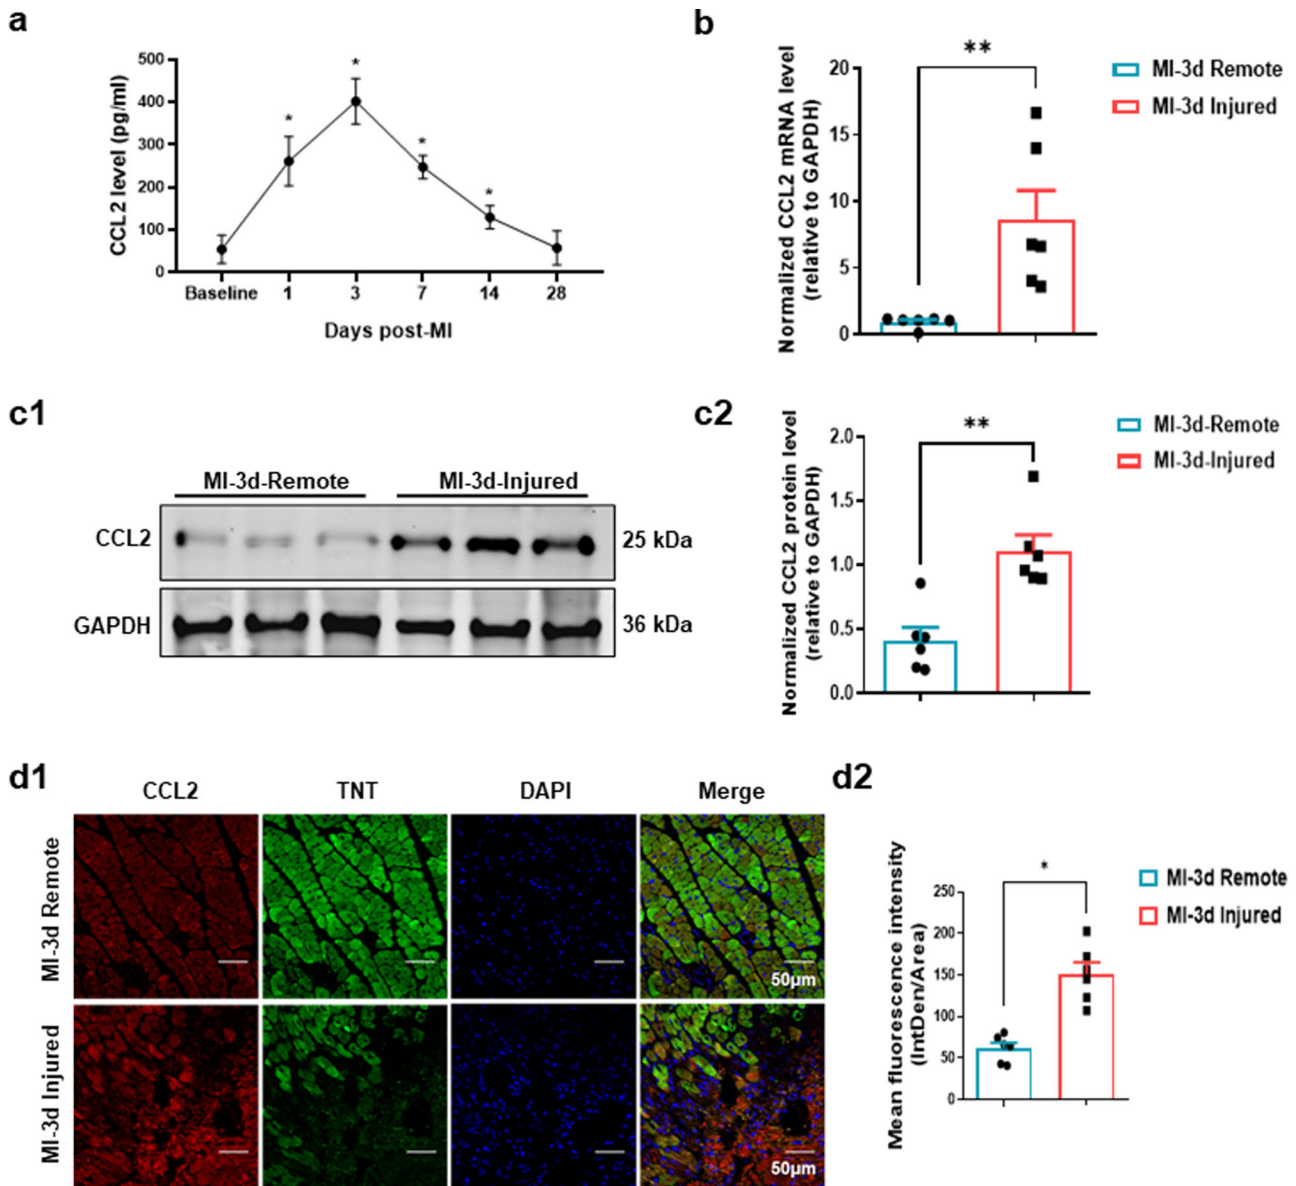 a
500
400
300
200
100
0
CCL2 level (pg/ml)
*
*
*
*
Baseline 1 3 7 14 28
Days post-MI
b
20
15
10
5
0
Normalized CCL2 mRNA level
(relative to GAPDH)
**
MI-3d Remote
MI-3d Injured
c1
MI-3d-Remote MI-3d-Injured
CCL2 25 kDa
GAPDH 36 kDa
c2
2.0
1.5
1.0
0.5
0.0
Normalized CCL2 protein level
(relative to GAPDH)
**
MI-3d-Remote
MI-3d-Injured
d1
CCL2 TNT DAPI Merge
MI-3d Remote
50µm
MI-3d Injured
50µm
d2
250
200
150
100
50
0
Mean fluorescence intensity
(IntDen/Area)
*
MI-3d Remote
MI-3d Injured